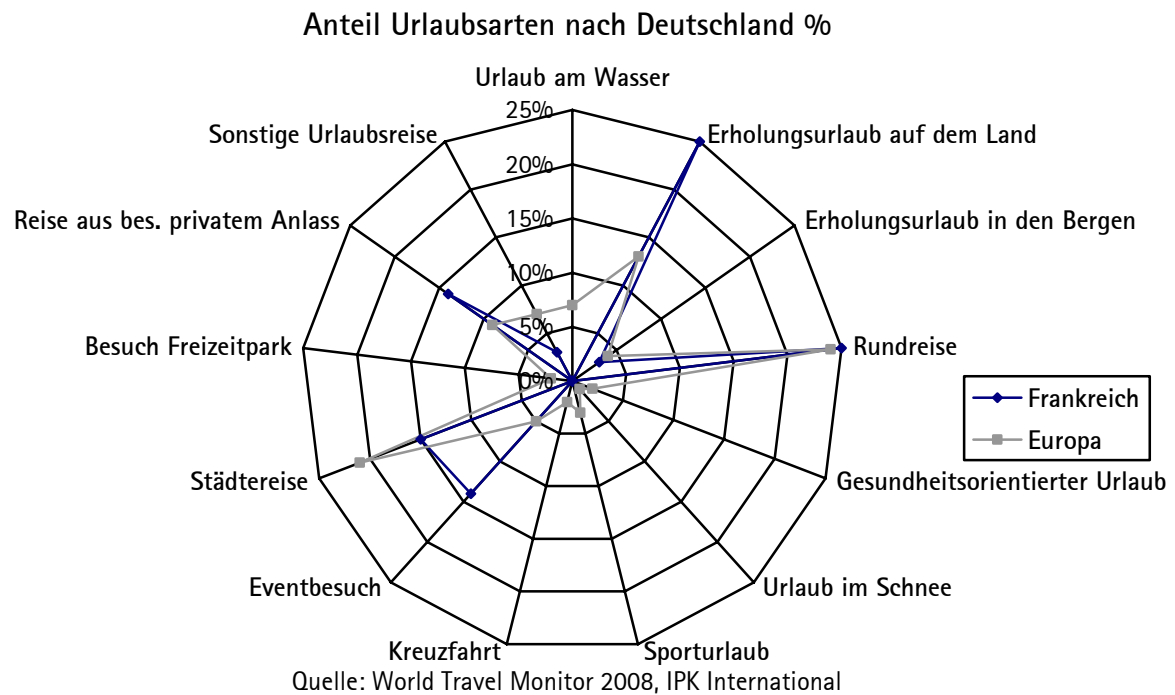 Anteil Urlaubsarten nach Deutschland %
Urlaub am Wasser
Erholungsurlaub auf dem Land
Erholungsurlaub in den Bergen
Rundreise
Gesundheitsorientierter Urlaub
Urlaub im Schnee
Sporturlaub
Kreuzfahrt
Eventbesuch
Städtereise
Besuch Freizeitpark
Reise aus bes. privatem Anlass
Sonstige Urlaubsreise
25%
20%
15%
10%
5%
0%
Frankreich
Europa
Quelle: World Travel Monitor 2008, IPK International